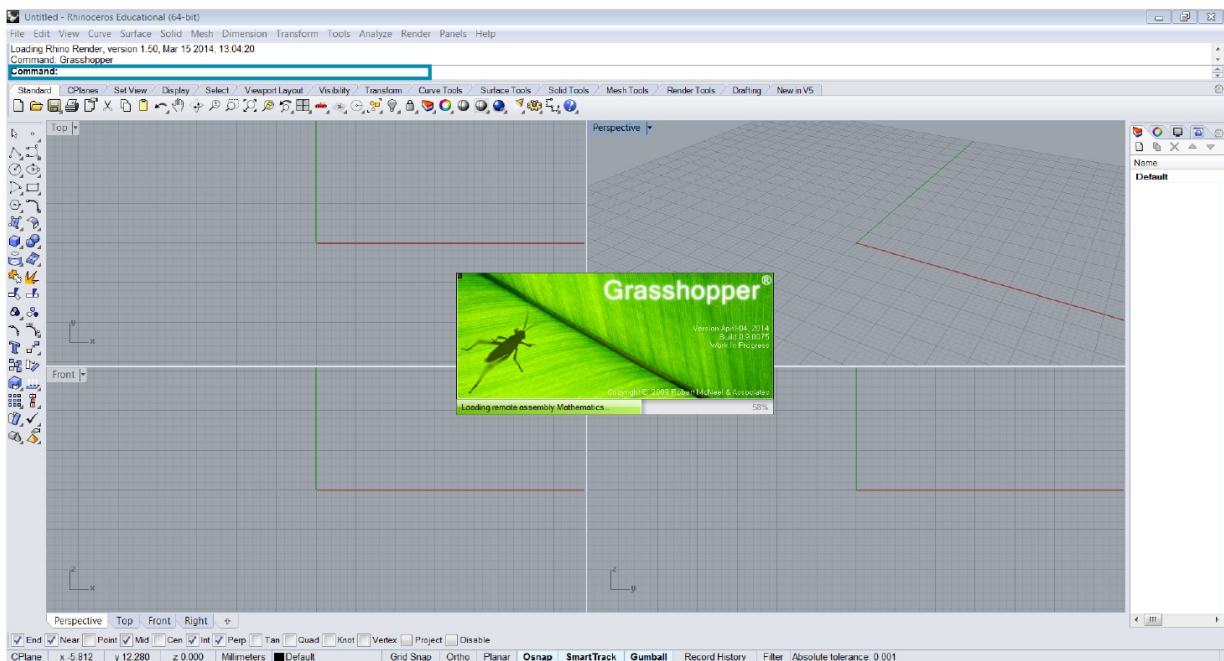 Untitled - Rhinoceros Educational (64-bit)
File Edit View Curve Surface Solid Mesh Dimension Transform Tools Analyze Render Panels Help
Loading Rhino Render, version 1.50, Mar 15 2014, 13:04:20
Command: Grasshopper
Command:
Standard CPlanes Set View Display Select Viewport Layout Visibility Transform Curve Tools Surface Tools Solid Tools Mesh Tools Render Tools Drafting New in V5
Top
Perspective
Name
Default
Grasshopper®
Version April-04, 2014
Build 0.9.0075
Work In Progress
Copyright © 2009 Robert McNeel & Associates
Loading remote assembly Mathematics... 58%
y
x
Front
z
x
z
y
Perspective Top Front Right
End Near Point Mid Cen Int Perp Tan Quad Knot Vertex Project Disable
CPlane x -5.812 y 12.280 z 0.000 Millimeters Default Grid Snap Ortho Planar Osnap SmartTrack Gumball Record History Filter Absolute tolerance: 0.001